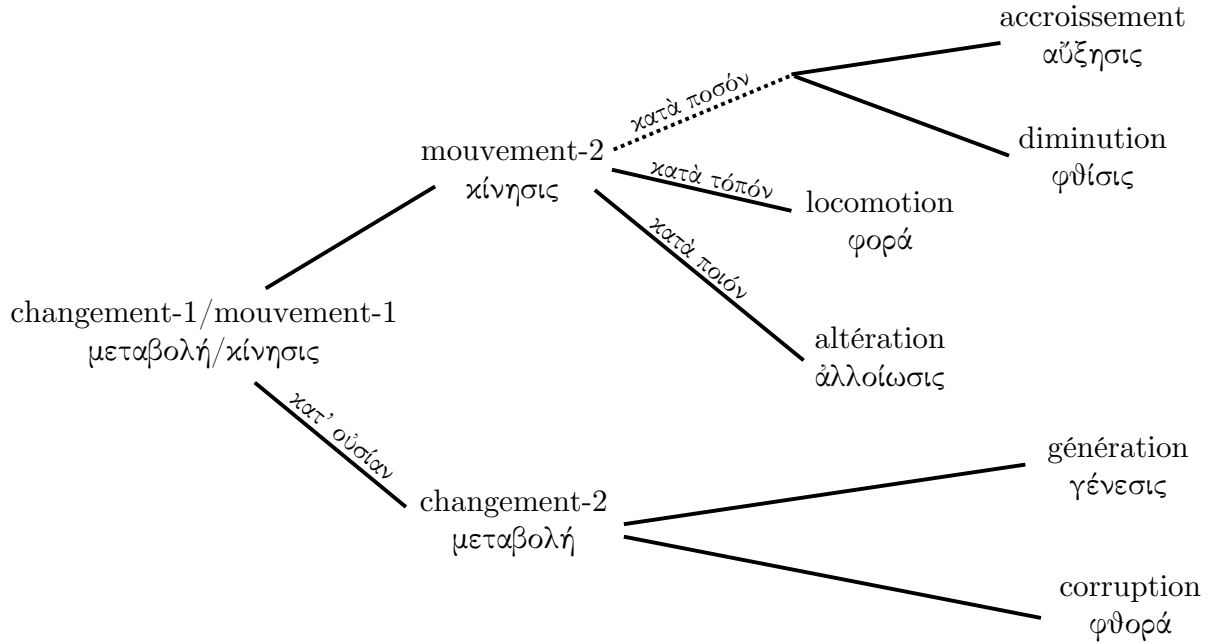 accroissement
αὔξησις
κατὰ ποσόν
diminution
φθίσις
mouvement-2
κίνησις
κατὰ τόπόν
locomotion
φορά
κατὰ ποιόν
changement-1/mouvement-1
μεταβολή/κίνησις
altération
ἀλλοίωσις
κατ’ οὐσίαν
génération
γένεσις
changement-2
μεταβολή
corruption
φθορά